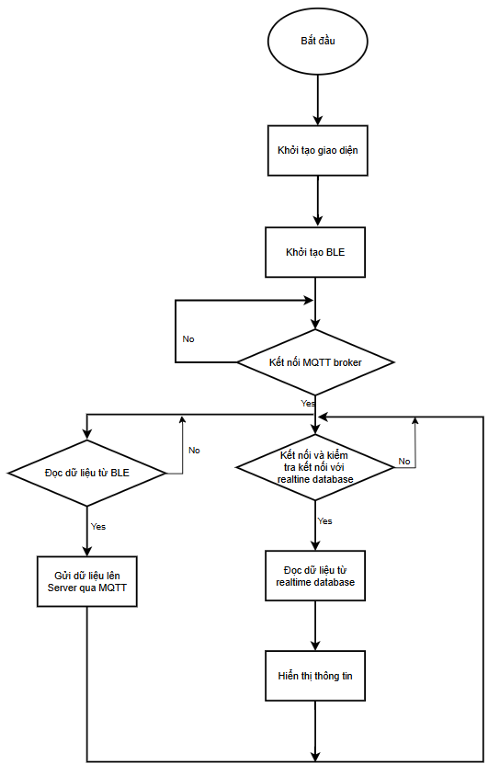 Bắt đầu
Khởi tạo giao diện
Khởi tạo BLE
No
Kết nối MQTT broker
Yes
Đọc dữ liệu từ BLE
No
Kết nối và kiểm
tra kết nối với
realtine database
No
Yes
Yes
Gửi dữ liệu lên
Server qua MQTT
Đọc dữ liệu từ
realtime database
Hiển thị thông tin